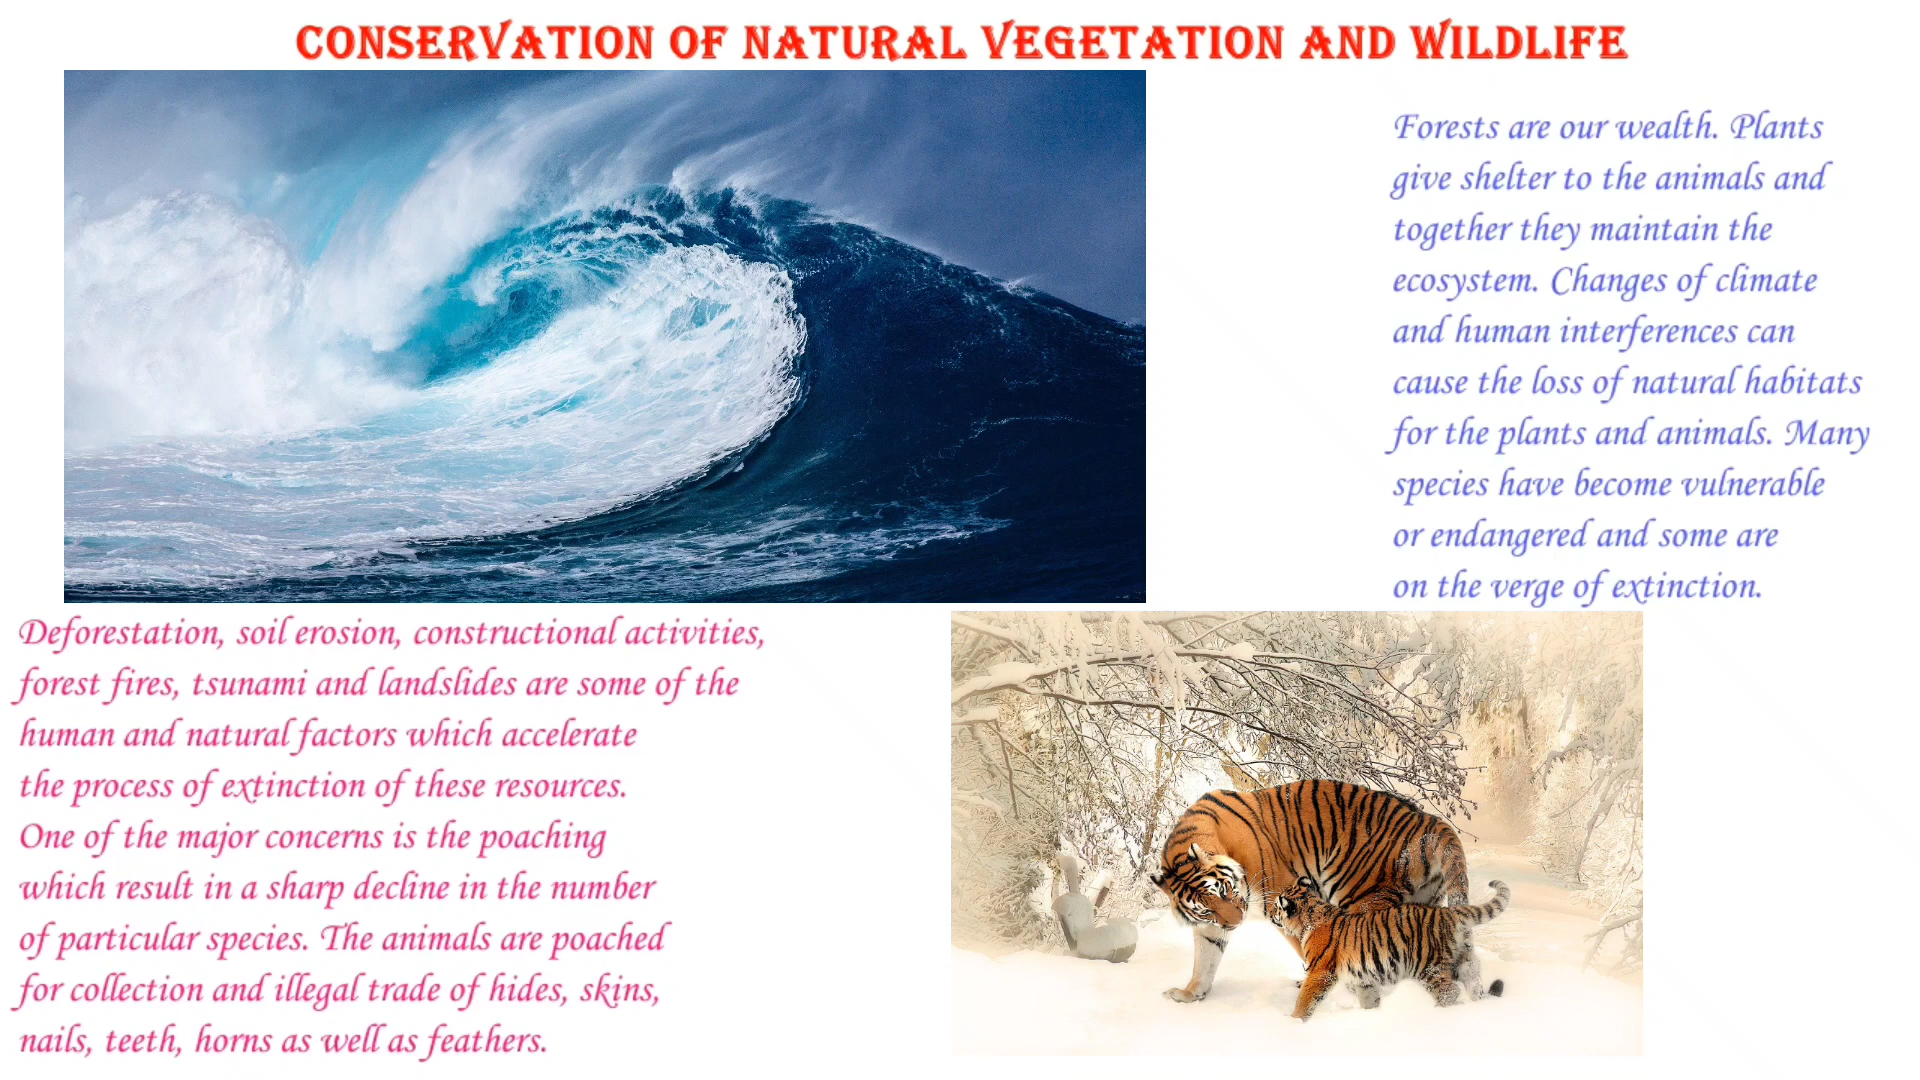 CONSERVATION OF NATURAL VEGETATION AND WILDLIFE
Forests are our wealth. Plants
give shelter to the animals and
together they maintain the
ecosystem. Changes of climate
and human interferences can
cause the loss of natural habitats
for the plants and animals. Many
species have become vulnerable
or endangered and some are
on the verge of extinction.
Deforestation, soil erosion, constructional activities,
forest fires, tsunami and landslides are some of the
human and natural factors which accelerate
the process of extinction of these resources.
One of the major concerns is the poaching
which result in a sharp decline in the number
of particular species. The animals are poached
for collection and illegal trade of hides, skins,
nails, teeth, horns as well as feathers.